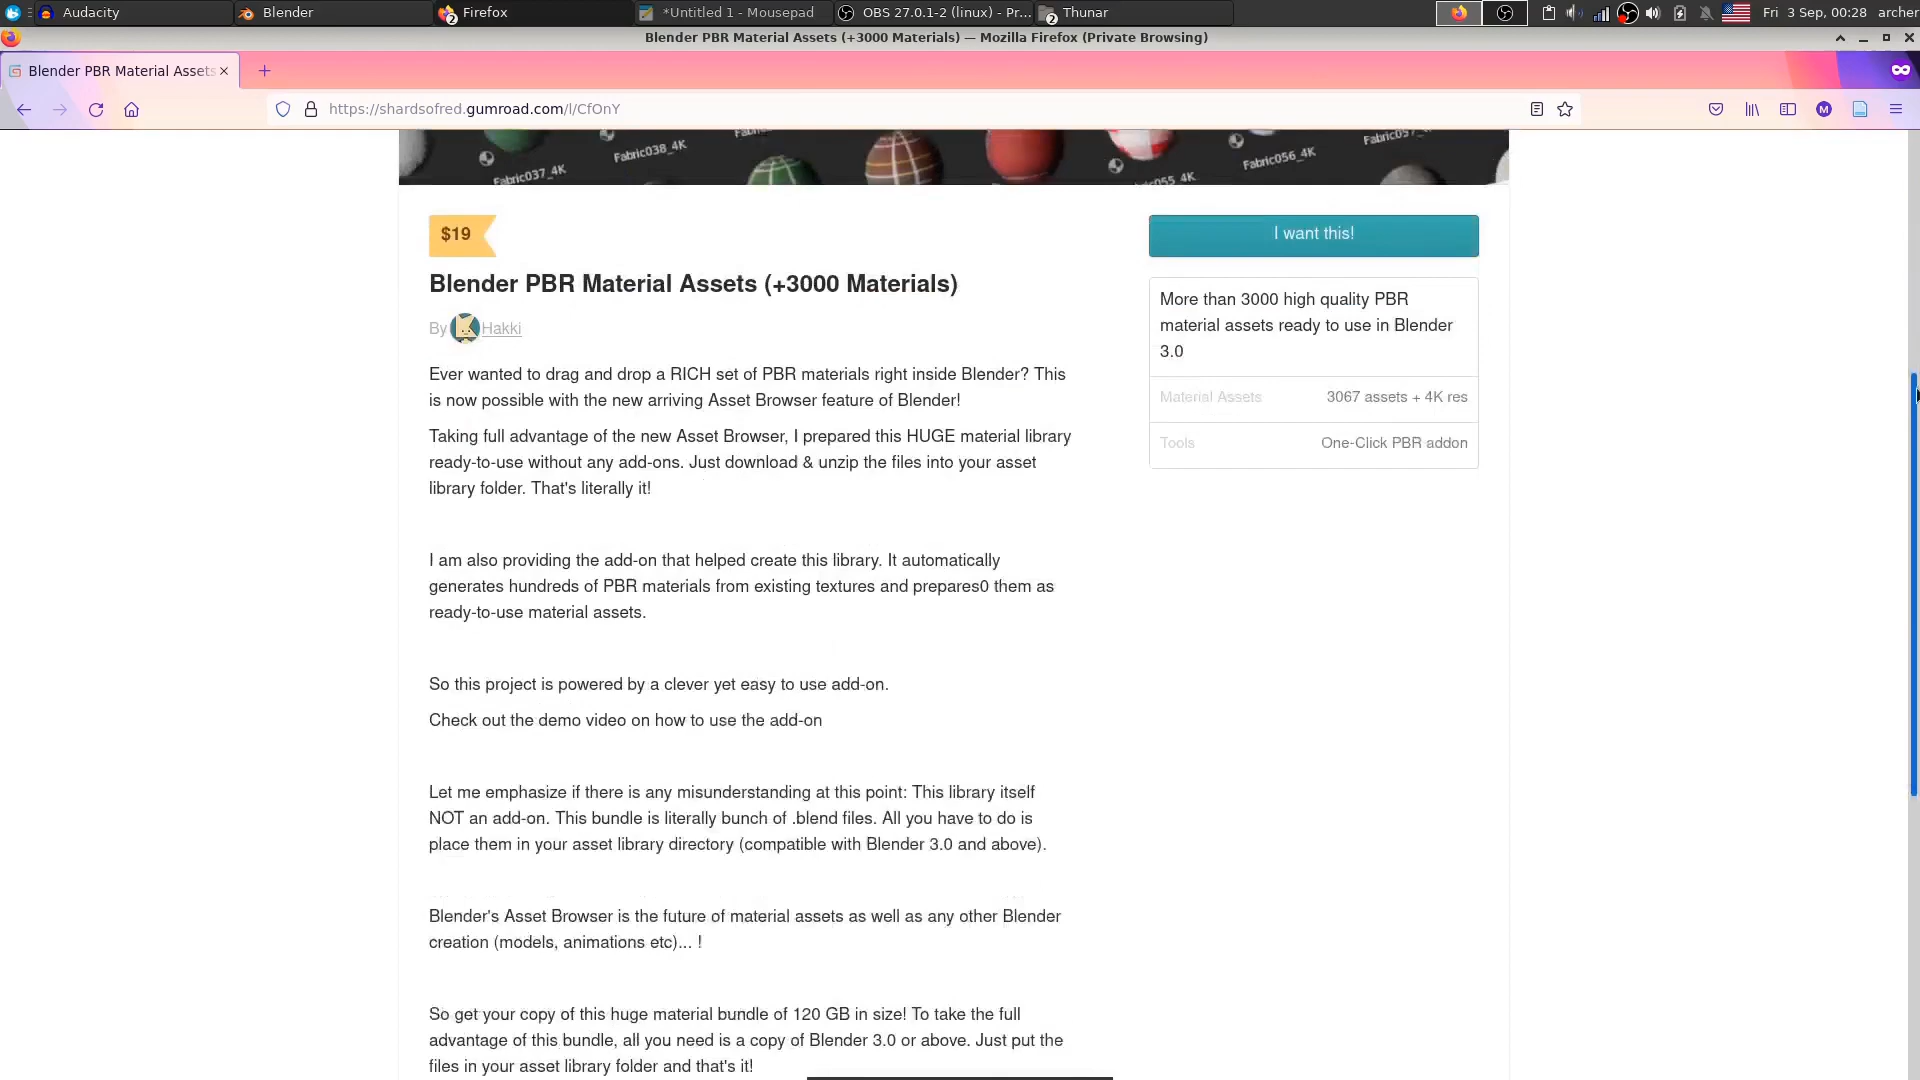 Audacity
Blender
2 Firefox
*Untitled 1 - Mousepad
OBS 27.0.1-2 (linux) - Pr...
2 Thunar
Fri 3 Sep, 00:28 archer
Blender PBR Material Assets (+3000 Materials) — Mozilla Firefox (Private Browsing)
Blender PBR Material Assets
https://shardsofred.gumroad.com/l/CfOnY
M
Fabric037_4K
Fabric038_4K
Fabric056_4K
$19
I want this!
Blender PBR Material Assets (+3000 Materials)
By Hakki
More than 3000 high quality PBR
material assets ready to use in Blender
3.0
Material Assets 3067 assets + 4K res
Tools One-Click PBR addon
Ever wanted to drag and drop a RICH set of PBR materials right inside Blender? This
is now possible with the new arriving Asset Browser feature of Blender!
Taking full advantage of the new Asset Browser, I prepared this HUGE material library
ready-to-use without any add-ons. Just download & unzip the files into your asset
library folder. That's literally it!
I am also providing the add-on that helped create this library. It automatically
generates hundreds of PBR materials from existing textures and prepares0 them as
ready-to-use material assets.
So this project is powered by a clever yet easy to use add-on.
Check out the demo video on how to use the add-on
Let me emphasize if there is any misunderstanding at this point: This library itself
NOT an add-on. This bundle is literally bunch of .blend files. All you have to do is
place them in your asset library directory (compatible with Blender 3.0 and above).
Blender's Asset Browser is the future of material assets as well as any other Blender
creation (models, animations etc)... !
So get your copy of this huge material bundle of 120 GB in size! To take the full
advantage of this bundle, all you need is a copy of Blender 3.0 or above. Just put the
files in your asset library folder and that's it!